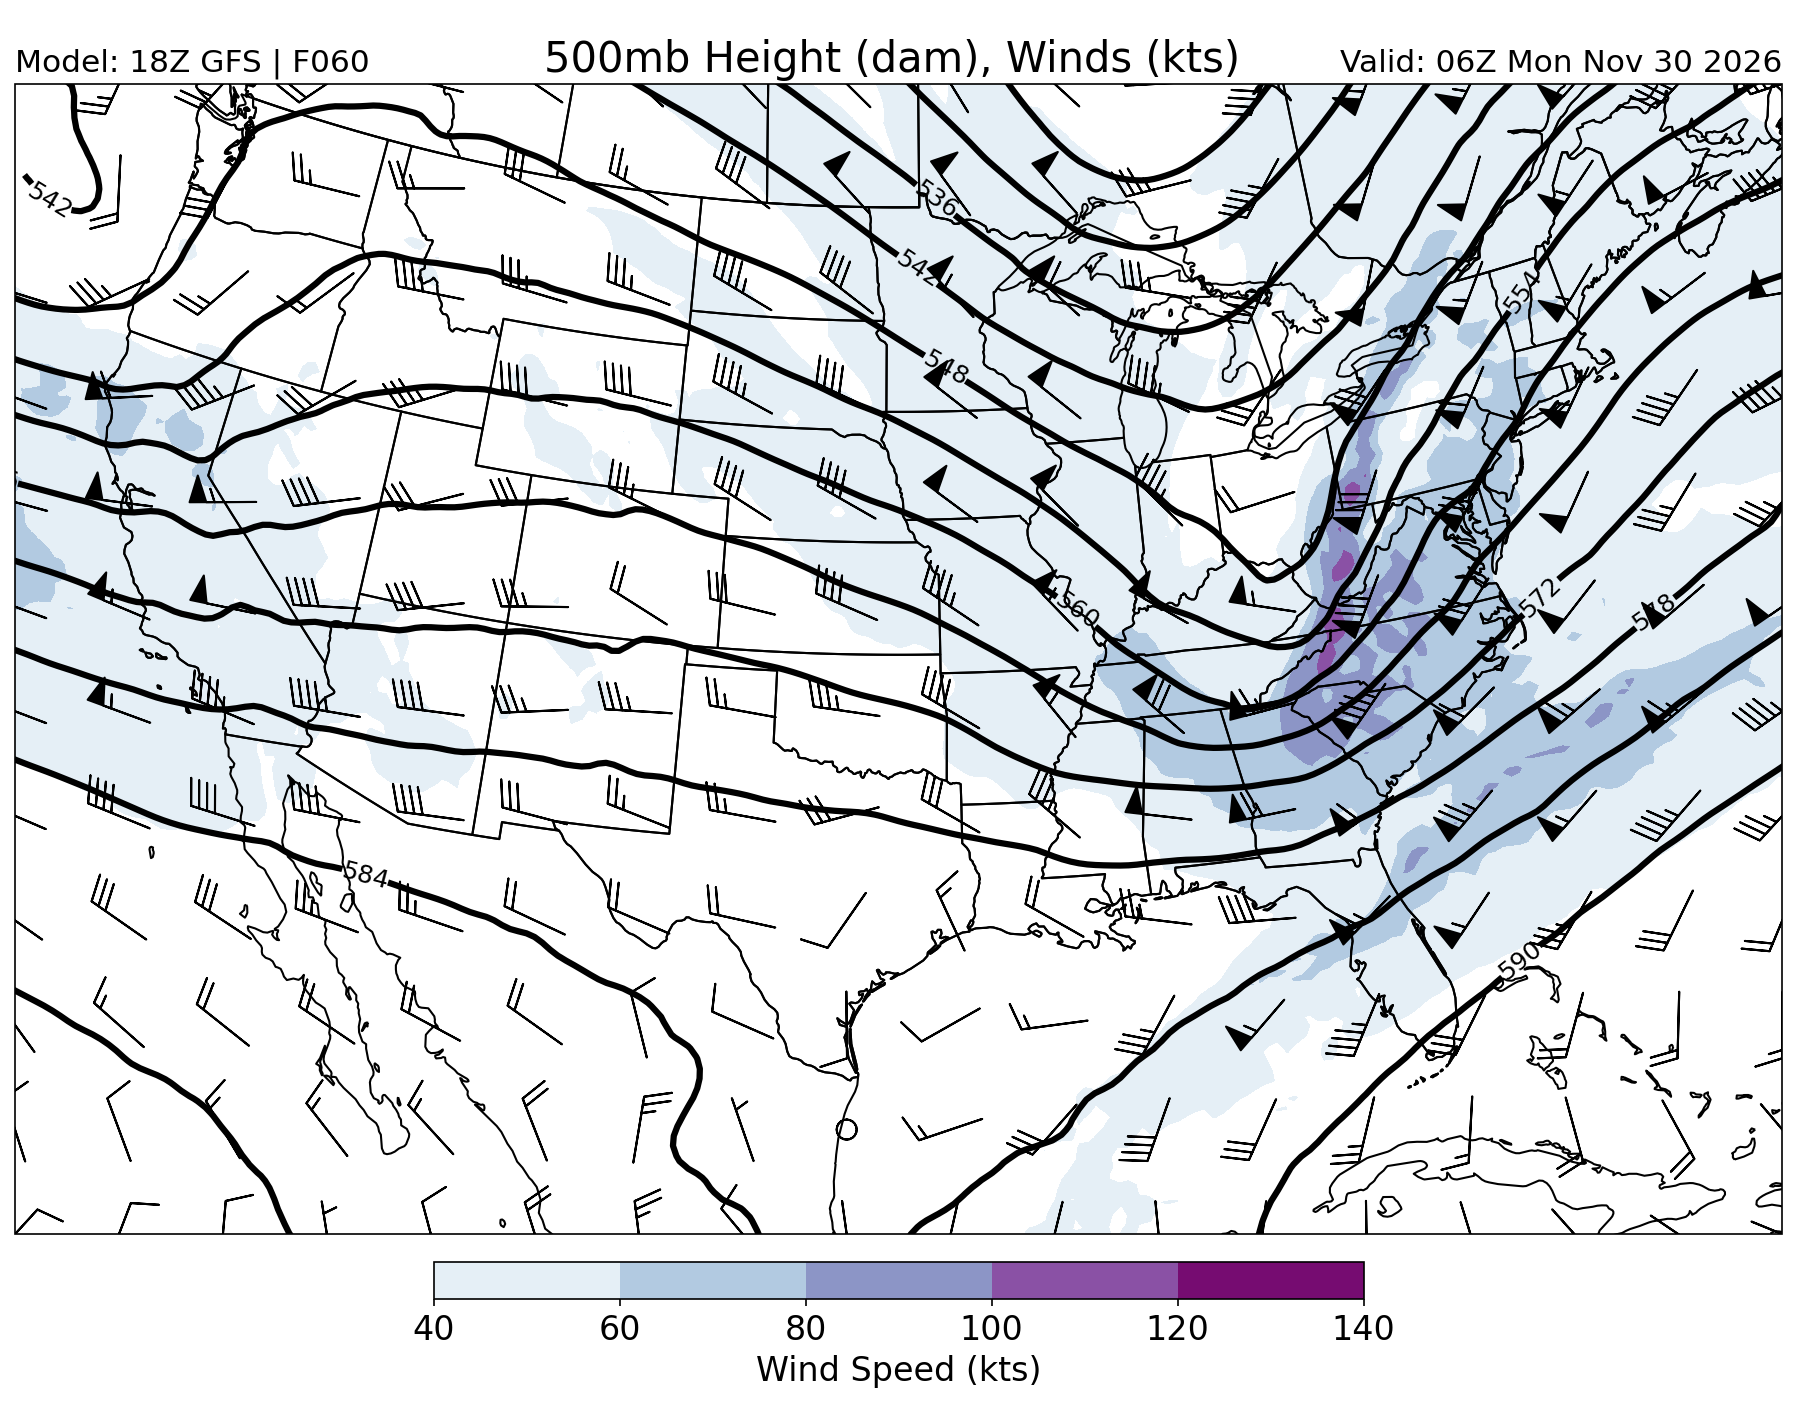 Model: 18Z GFS | F060
500mb Height (dam), Winds (kts)
Valid: 06Z Mon Nov 30 2026
542
536
542
548
554
560
572
578
584
590
40 60 80 100 120 140
Wind Speed (kts)